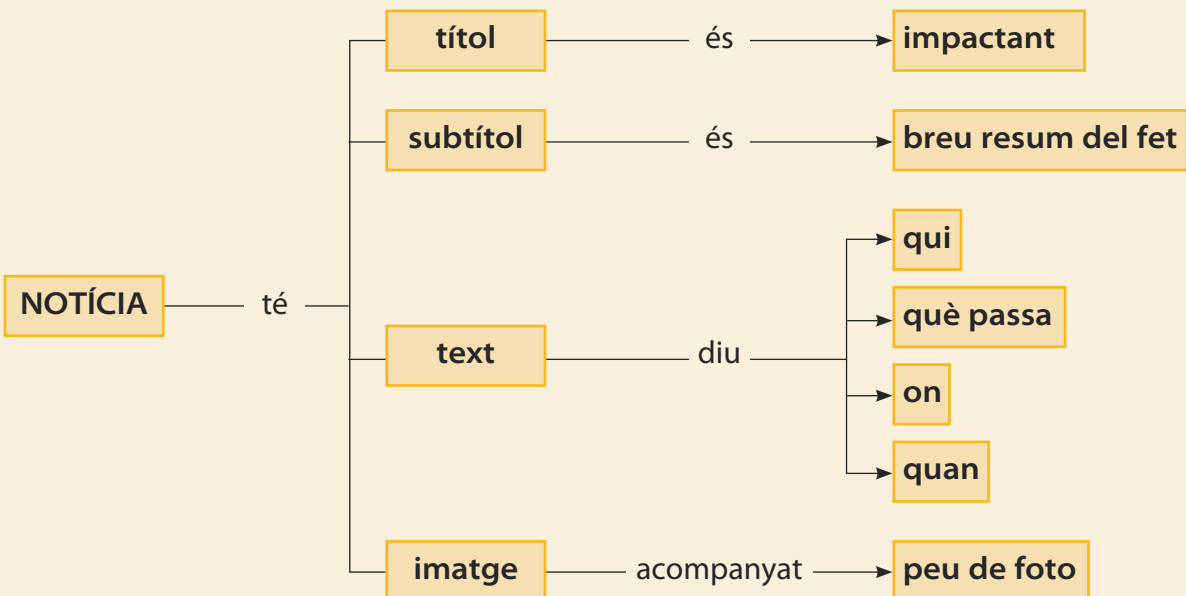 títol és impactant
subtítol és breu resum del fet
qui
què passa
NOTÍCIA té
text diu
on
quan
imatge acompanyat peu de foto